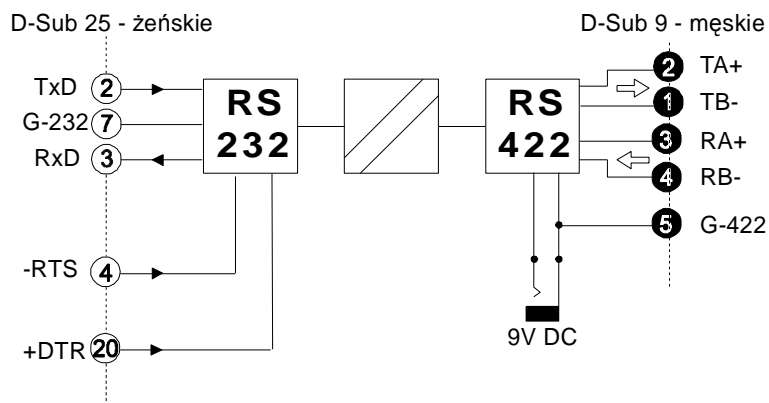 D-Sub 25 - żeńskie
D-Sub 9 - męskie
TxD 2
G-232 7
RxD 3
-RTS 4
+DTR 20
RS
232
RS
422
2 TA+
1 TB-
3 RA+
4 RB-
5 G-422
9V DC